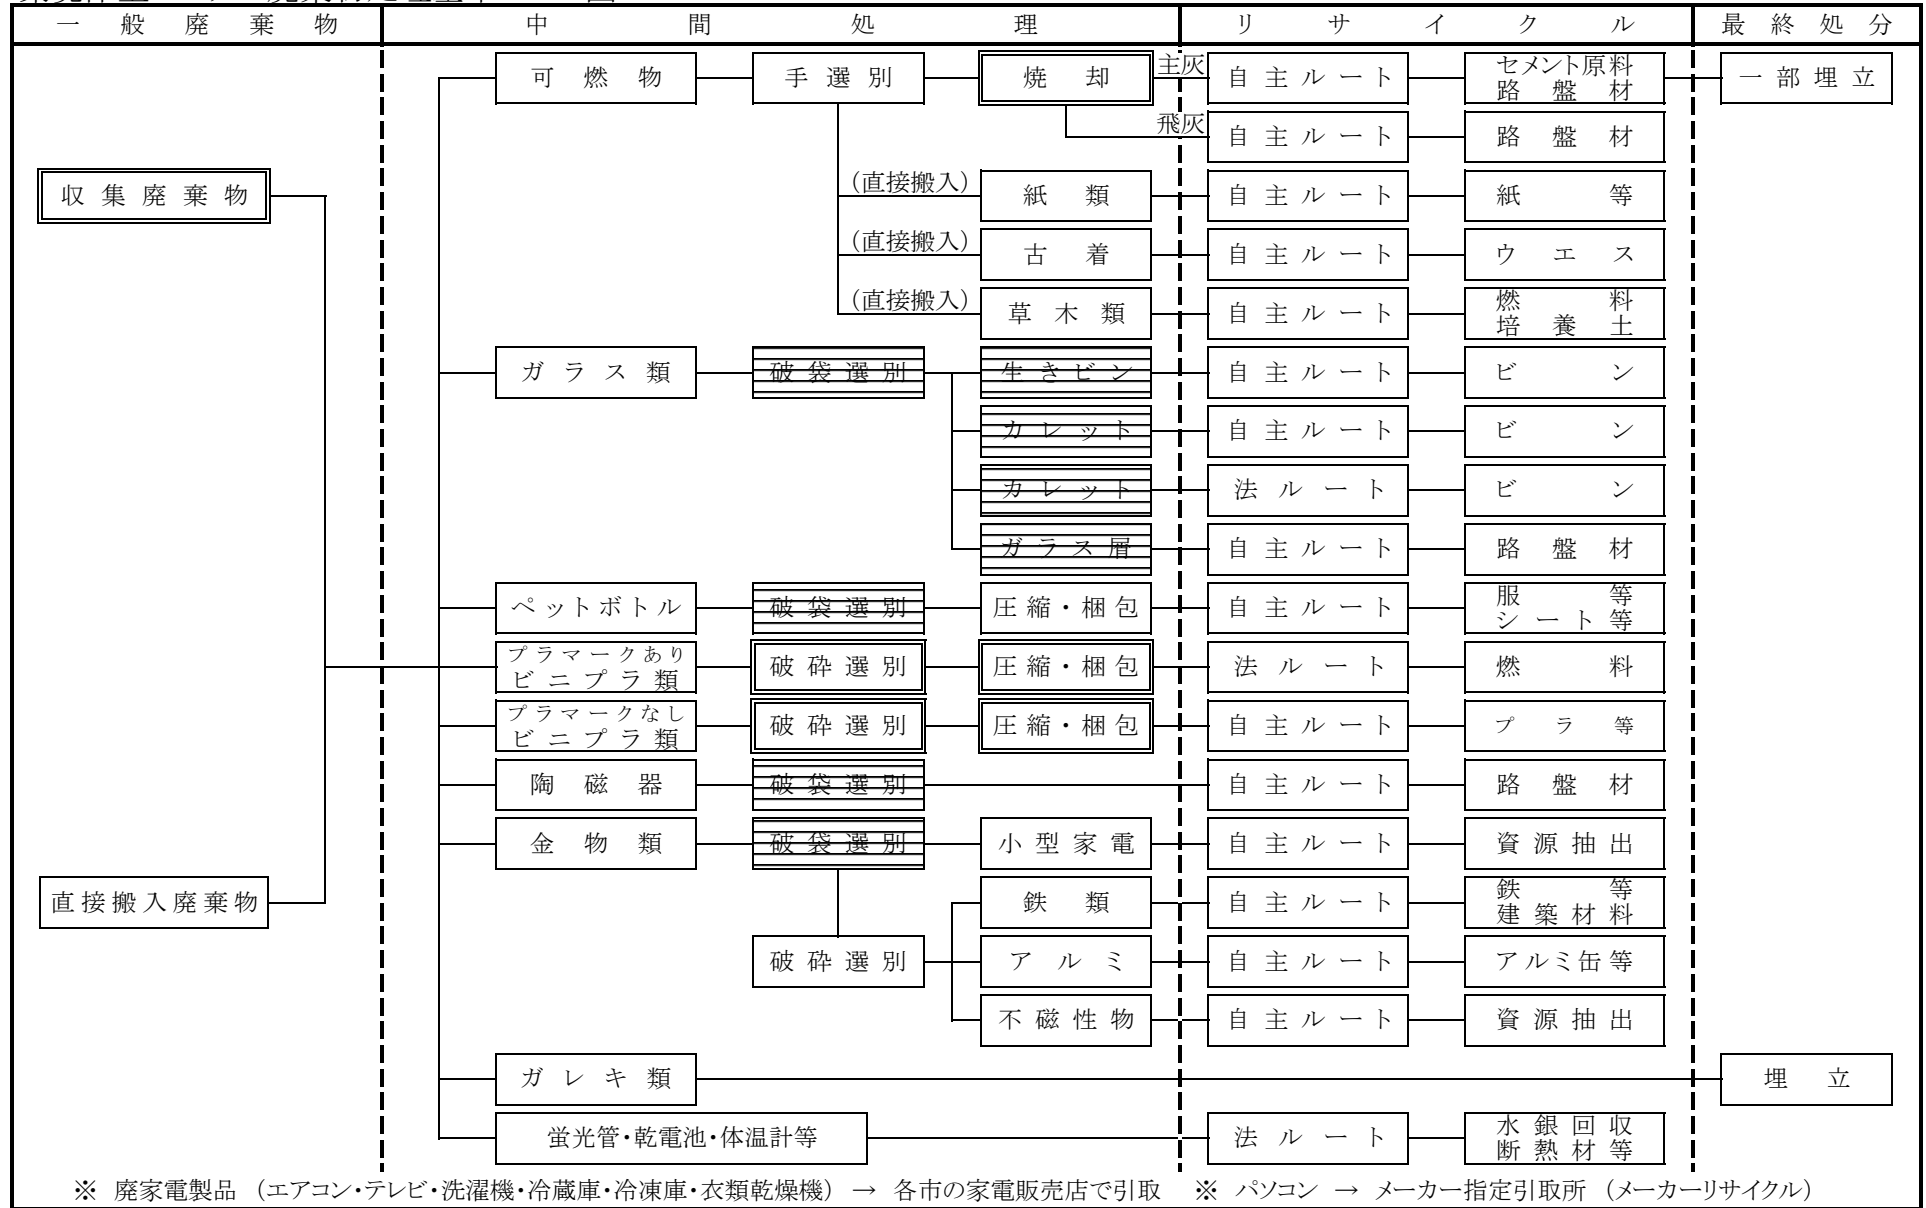 一般廃棄物 中間処理 リサイクル 最終処分
可燃物 手選別 焼却 主灰 自主ルート セメント原料 一部埋立
路盤材
飛灰 自主ルート 路盤材
収集廃棄物 (直接搬入) 紙類 自主ルート 紙等
(直接搬入) 古着 自主ルート ウエス
(直接搬入) 草木類 自主ルート 燃料
培養土
ガラス類 破袋選別 生きビン 自主ルート ビン
カレット 自主ルート ビン
カレット 法ルート ビン
ガラス層 自主ルート 路盤材
ペットボトル 破袋選別 圧縮・梱包 自主ルート 服等
シート等
プラマークあり
ビニプラ類 破砕選別 圧縮・梱包 法ルート 燃料
プラマークなし
ビニプラ類 破砕選別 圧縮・梱包 自主ルート プラ等
陶磁器 破袋選別 自主ルート 路盤材
金物類 破袋選別 小型家電 自主ルート 資源抽出
直接搬入廃棄物 鉄類 自主ルート 鉄等
建築材料
破砕選別 アルミ 自主ルート アルミ缶等
不磁性物 自主ルート 資源抽出
ガレキ類 埋立
蛍光管・乾電池・体温計等 法ルート 水銀回収
断熱材等
※ 廃家電製品 (エアコン・テレビ・洗濯機・冷蔵庫・冷凍庫・衣類乾燥機) → 各市の家電販売店で引取 ※ パソコン → メーカー指定引取所 (メーカーリサイクル)